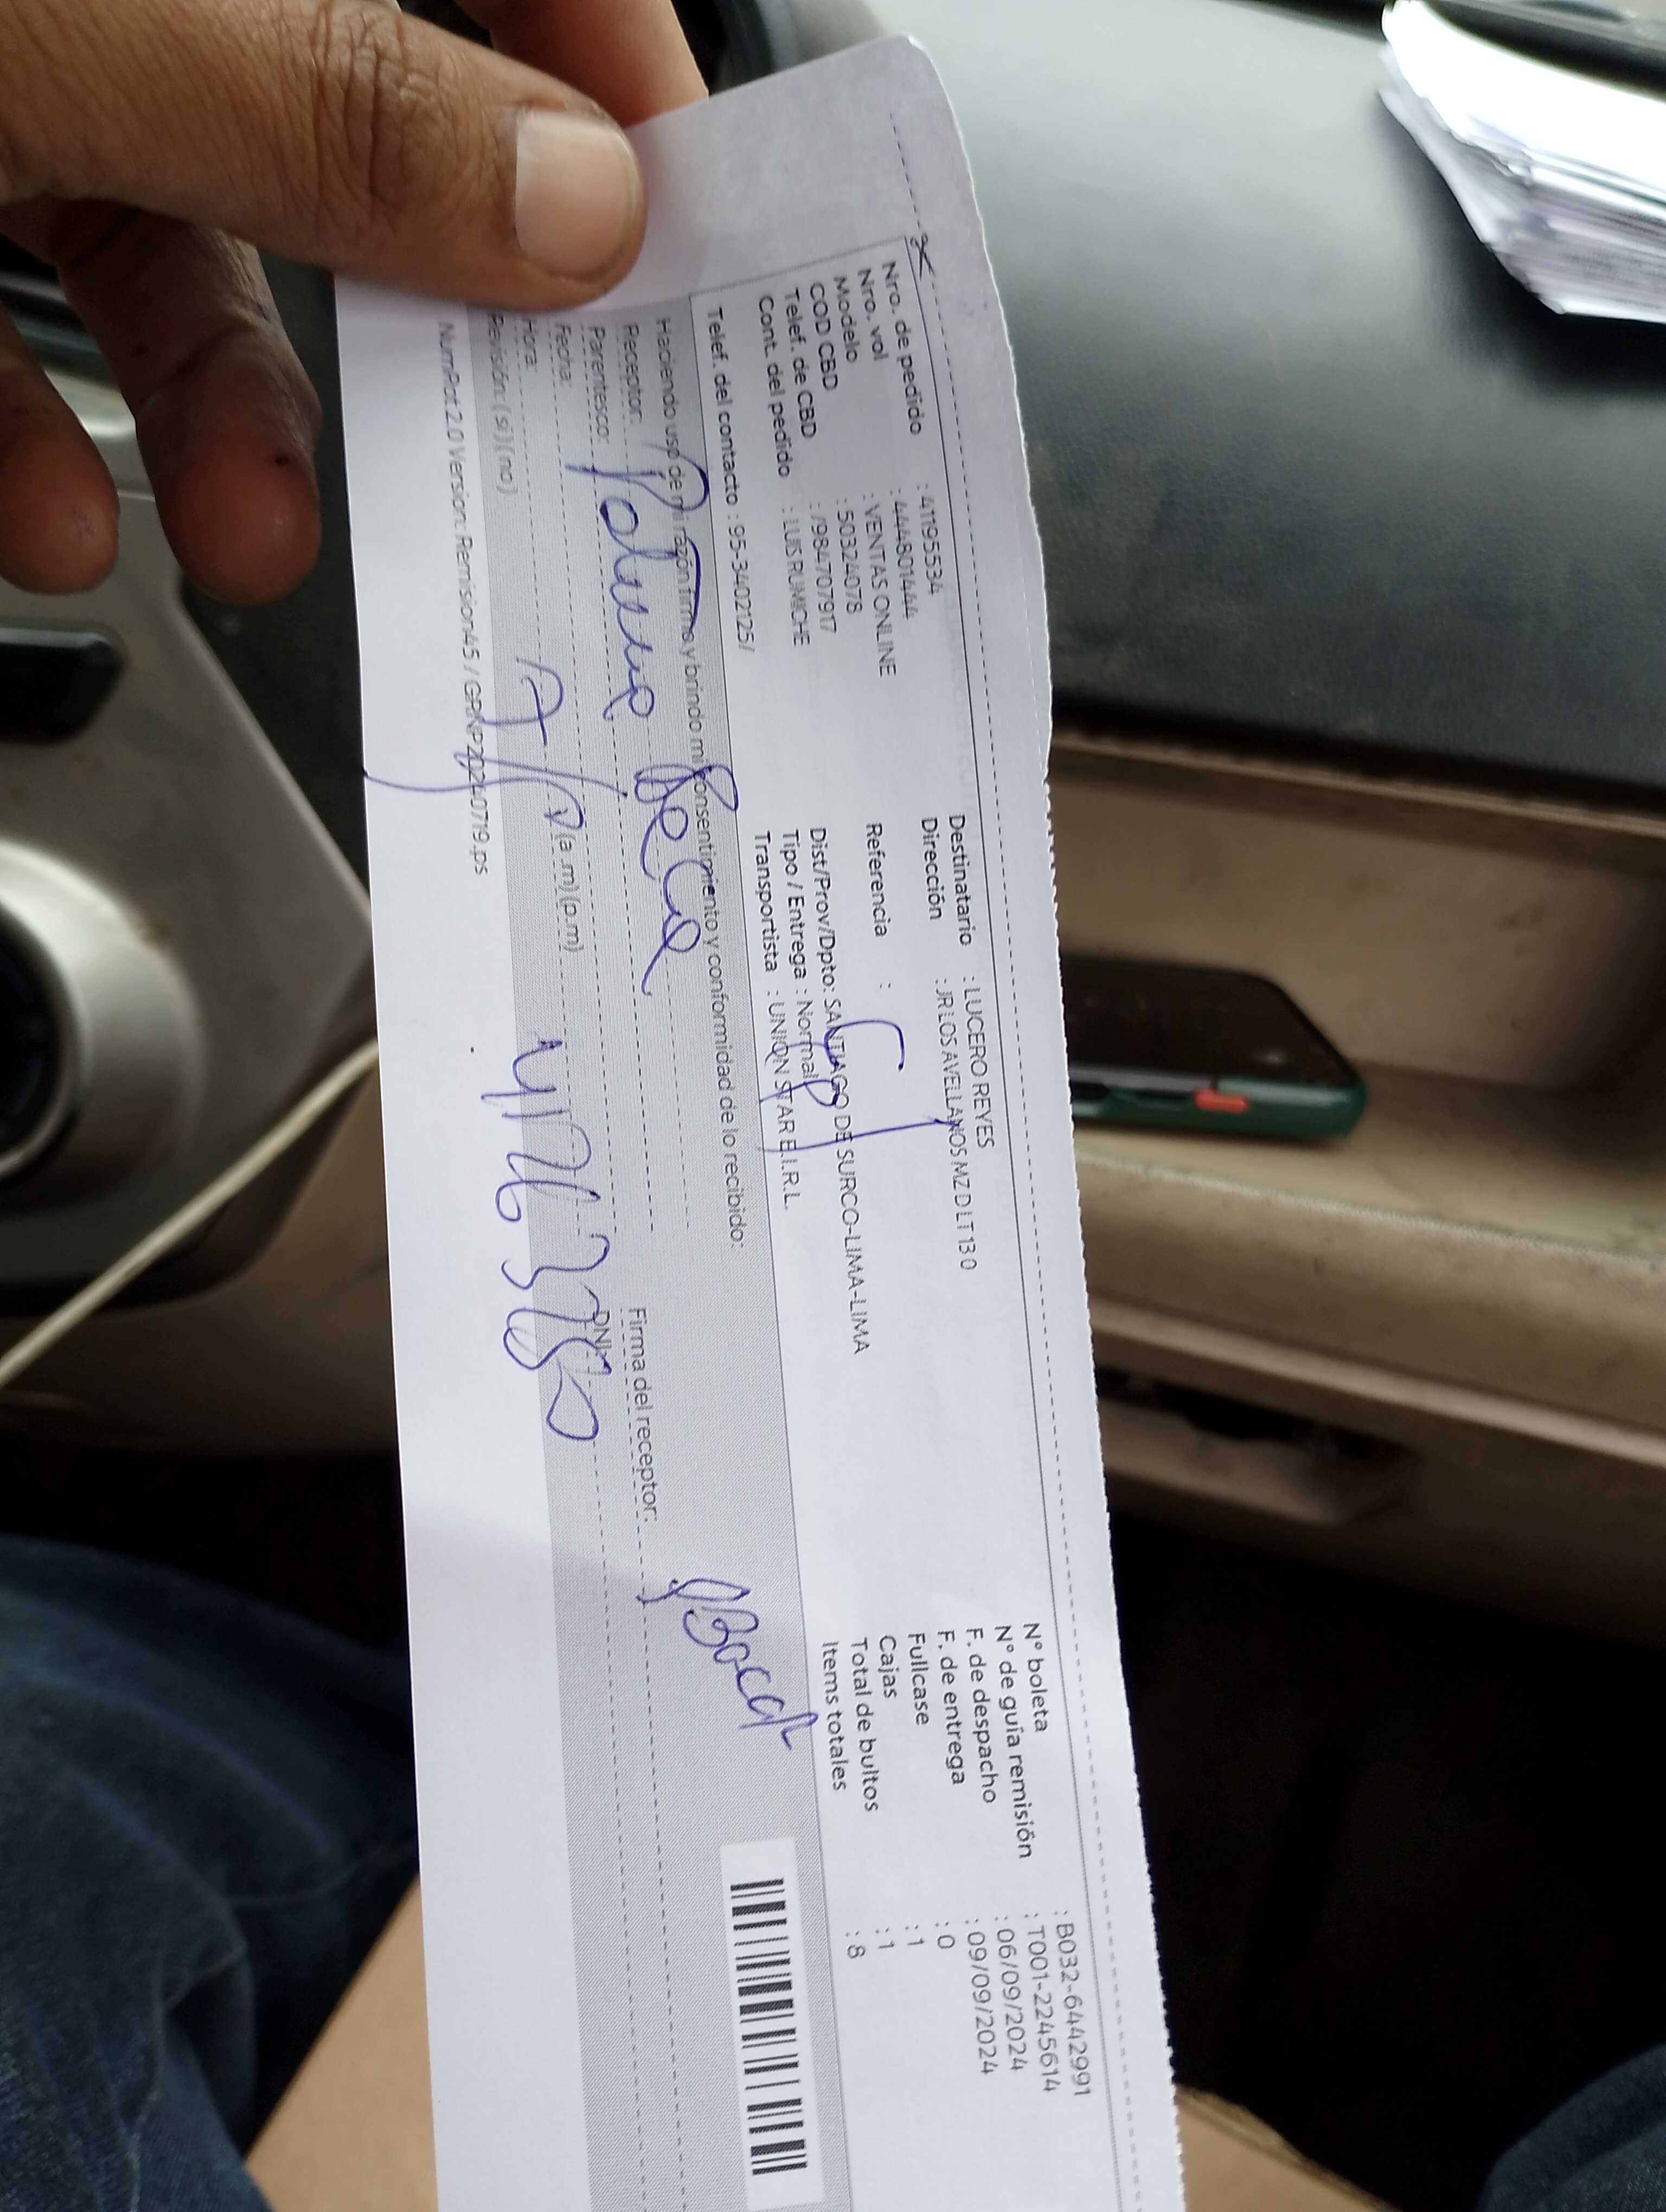 Nro. de pedido : 41195534
Nro. vol : 444801444
Modelo : VENTAS ONLINE
COD CBD : 50324078
Telef. de CBD : /984707917
Cont. del pedido : LUIS RUMICHE
Telef. del contacto : 95-3402125/
Destinatario : LUCERO REYES
Dirección : JR LOS AVELLANOS MZ D LT 13 0
Referencia :
Dist/Prov/Dpto: SANTIAGO DE SURCO-LIMA-LIMA
Tipo / Entrega : Normal
Transportista : UNION STAR E.I.R.L.
N° boleta : B032-6442991
N° de guía remisión : T001-2245614
F. de despacho : 06/09/2024
F. de entrega : 09/09/2024
Fullcase : 0
Cajas : 1
Total de bultos : 1
Items totales : 8
Haciendo uso de mi razón firmo y brindo mi consentimiento y conformidad de lo recibido:
Receptor:
Parentesco:
Fecha:
Hora: (a.m) (p.m)
Revisión: ( si ) ( no )
Firma del receptor:
DNI:
NumPat 2.0 Version: Remision45 / GRNP20240719.ps